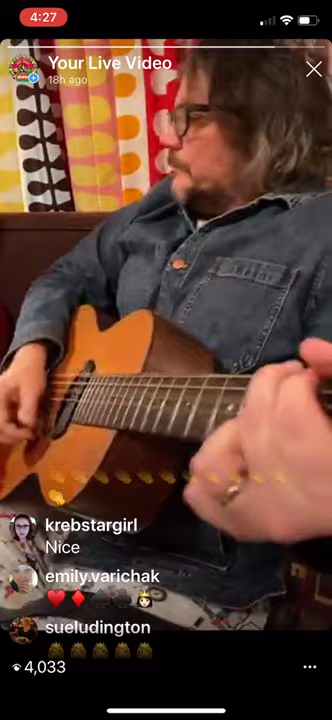 4:27
Your Live Video
18h ago
krebstargirl
Nice
emily.varichak
sueludington
4,033